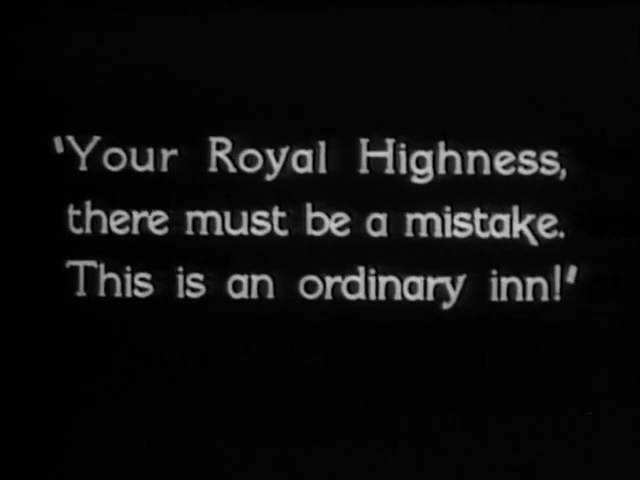 'Your Royal Highness,
there must be a mistake.
This is an ordinary inn!'